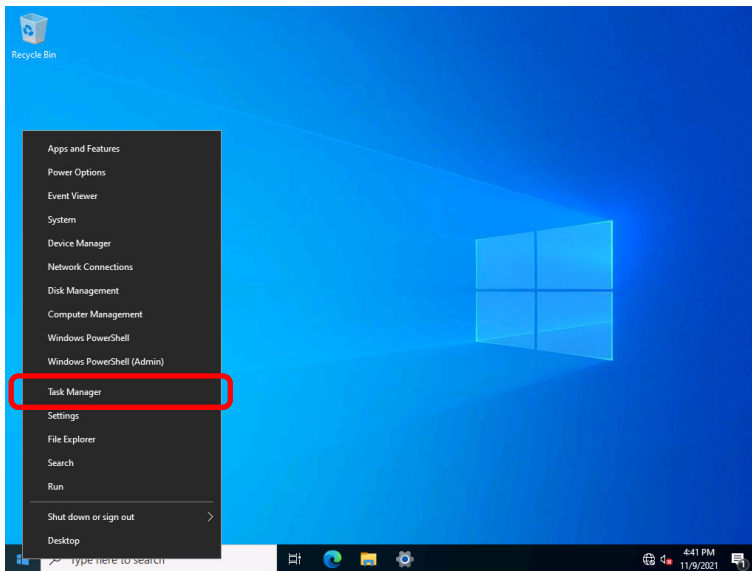 Recycle Bin
Apps and Features
Power Options
Event Viewer
System
Device Manager
Network Connections
Disk Management
Computer Management
Windows PowerShell
Windows PowerShell (Admin)
Task Manager
Settings
File Explorer
Search
Run
Shut down or sign out
Desktop
Type here to search
4:41 PM
11/9/2021
1